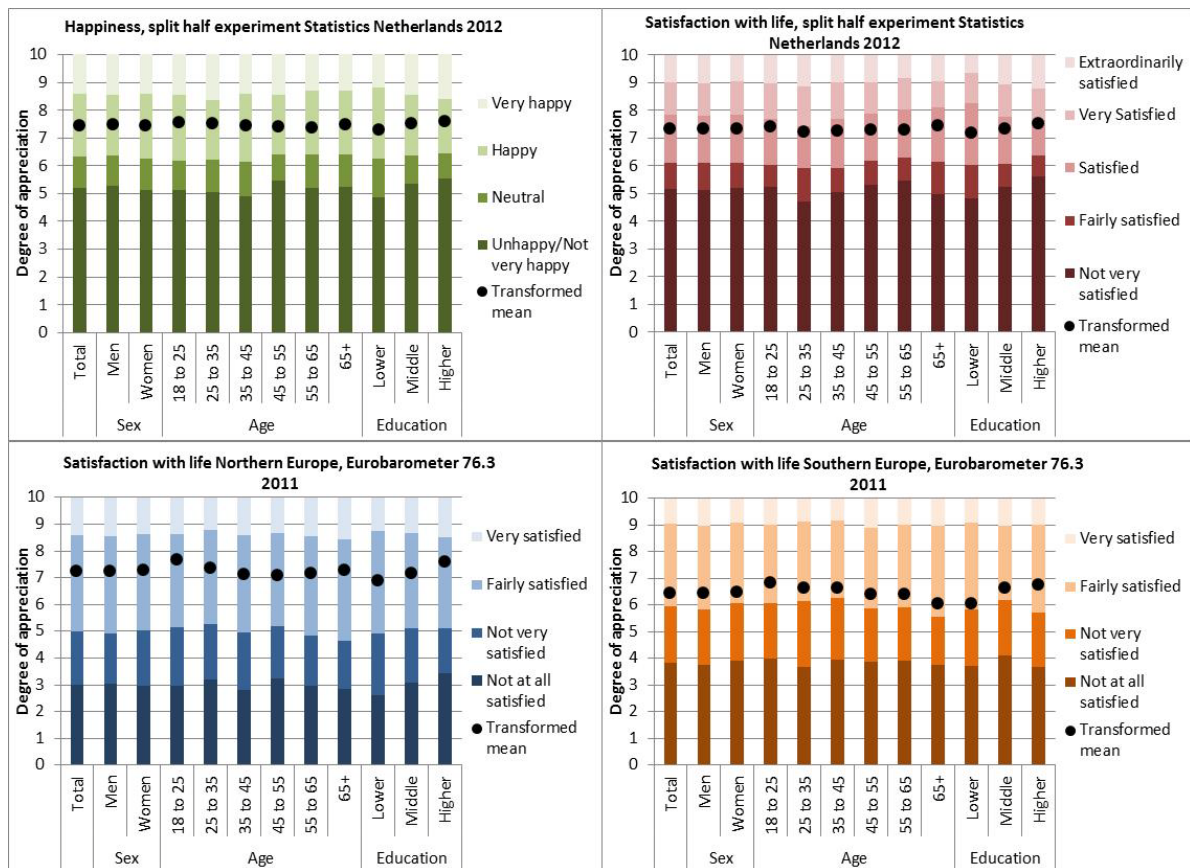 Happiness, split half experiment Statistics Netherlands 2012
10
9
8
7
6
5
4
3
2
1
0
Degree of appreciation
Total
Men
Women
18 to 25
25 to 35
35 to 45
45 to 55
55 to 65
65+
Lower
Middle
Higher
Sex
Age
Education
Very happy
Happy
Neutral
Unhappy/Not
very happy
Transformed
mean
Satisfaction with life, split half experiment Statistics
Netherlands 2012
10
9
8
7
6
5
4
3
2
1
0
Degree of appreciation
Total
Men
Women
18 to 25
25 to 35
35 to 45
45 to 55
55 to 65
65+
Lower
Middle
Higher
Sex
Age
Education
Extraordinarily
satisfied
Very Satisfied
Satisfied
Fairly satisfied
Not very
satisfied
Transformed
mean
Satisfaction with life Northern Europe, Eurobarometer 76.3
2011
10
9
8
7
6
5
4
3
2
1
0
Degree of appreciation
Total
Men
Women
18 to 25
25 to 35
35 to 45
45 to 55
55 to 65
65+
Lower
Middle
Higher
Sex
Age
Education
Very satisfied
Fairly satisfied
Not very
satisfied
Not at all
satisfied
Transformed
mean
Satisfaction with life Southern Europe, Eurobarometer 76.3
2011
10
9
8
7
6
5
4
3
2
1
0
Degree of appreciation
Total
Men
Women
18 to 25
25 to 35
35 to 45
45 to 55
55 to 65
65+
Lower
Middle
Higher
Sex
Age
Education
Very satisfied
Fairly satisfied
Not very
satisfied
Not at all
satisfied
Transformed
mean